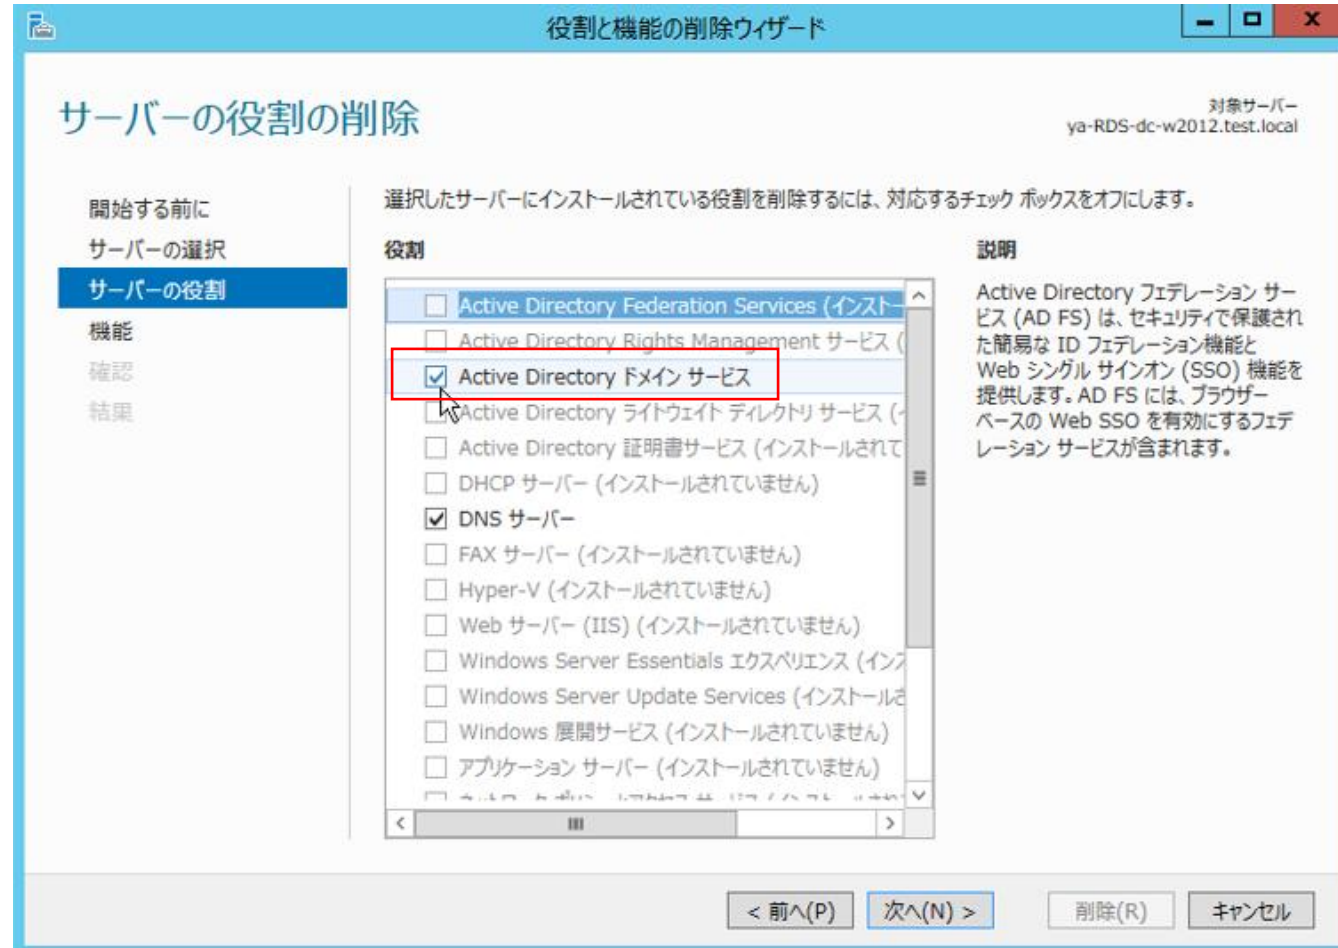 役割と機能の削除ウィザード
サーバーの役割の削除
対象サーバー
ya-RDS-dc-w2012.test.local
開始する前に
サーバーの選択
サーバーの役割
機能
確認
結果
選択したサーバーにインストールされている役割を削除するには、対応するチェック ボックスをオフにします。
役割
Active Directory Federation Services (インストー
Active Directory Rights Management サービス (
Active Directory ドメイン サービス
Active Directory ライトウェイト ディレクトリ サービス (イ
Active Directory 証明書サービス (インストールされて
DHCP サーバー (インストールされていません)
DNS サーバー
FAX サーバー (インストールされていません)
Hyper-V (インストールされていません)
Web サーバー (IIS) (インストールされていません)
Windows Server Essentials エクスペリエンス (インス
Windows Server Update Services (インストールさ
Windows 展開サービス (インストールされていません)
アプリケーション サーバー (インストールされていません)
説明
Active Directory フェデレーション サー
ビス (AD FS) は、セキュリティで保護され
た簡易な ID フェデレーション機能と
Web シングル サインオン (SSO) 機能を
提供します。AD FS には、ブラウザー
ベースの Web SSO を有効にするフェデ
レーション サービスが含まれます。
< 前へ(P)
次へ(N) >
削除(R)
キャンセル